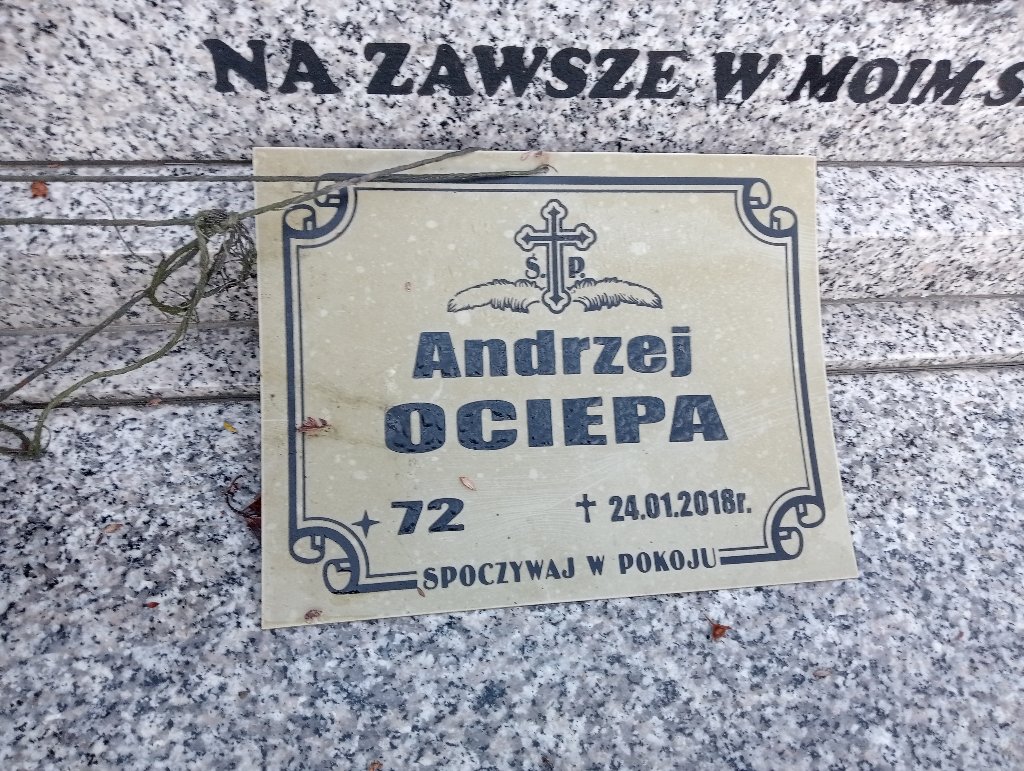 NA ZAWSZE W MOIM
Ś. P.
Andrzej
OCIEPA
72 † 24.01.2018r.
SPOCZYWAJ W POKOJU